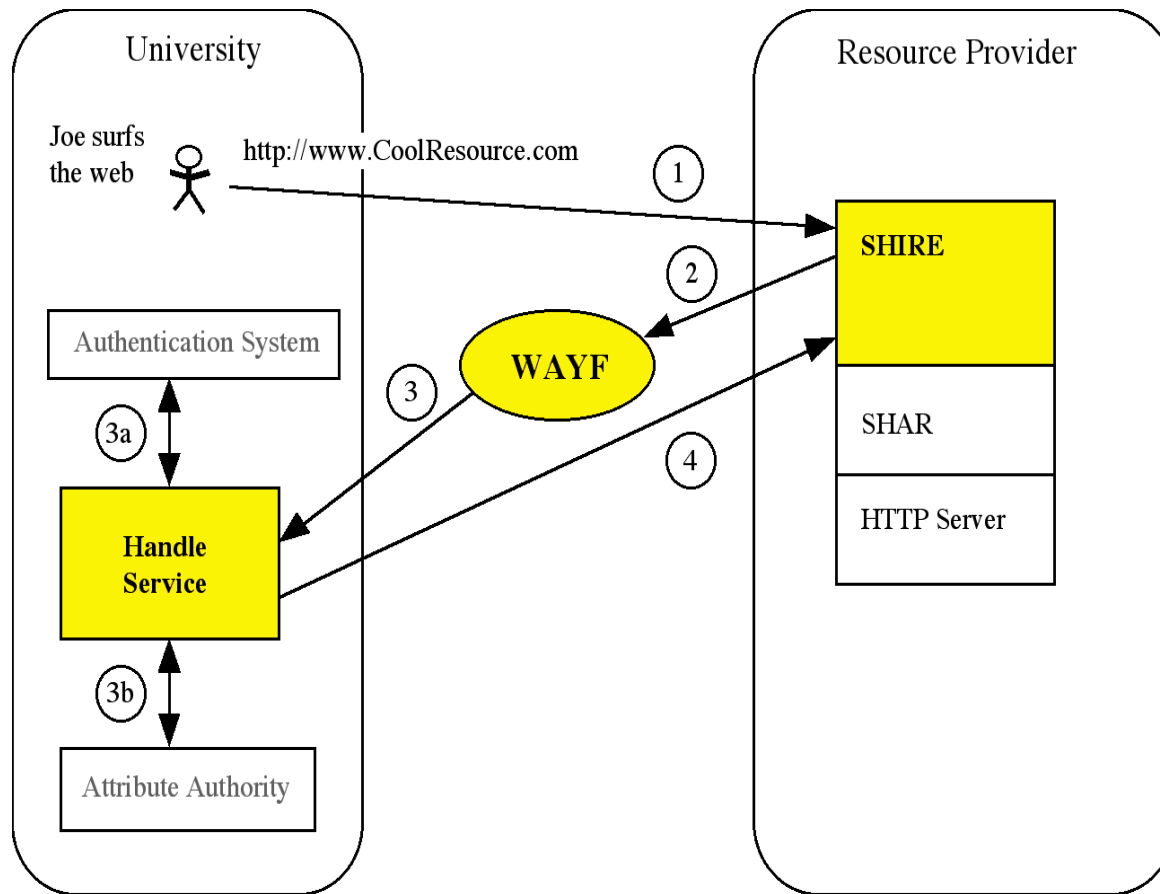 University
Resource Provider
Joe surfs
the web
http://www.CoolResource.com
1
SHIRE
2
Authentication System
WAYF
3
3a
SHAR
4
HTTP Server
Handle
Service
3b
Attribute Authority